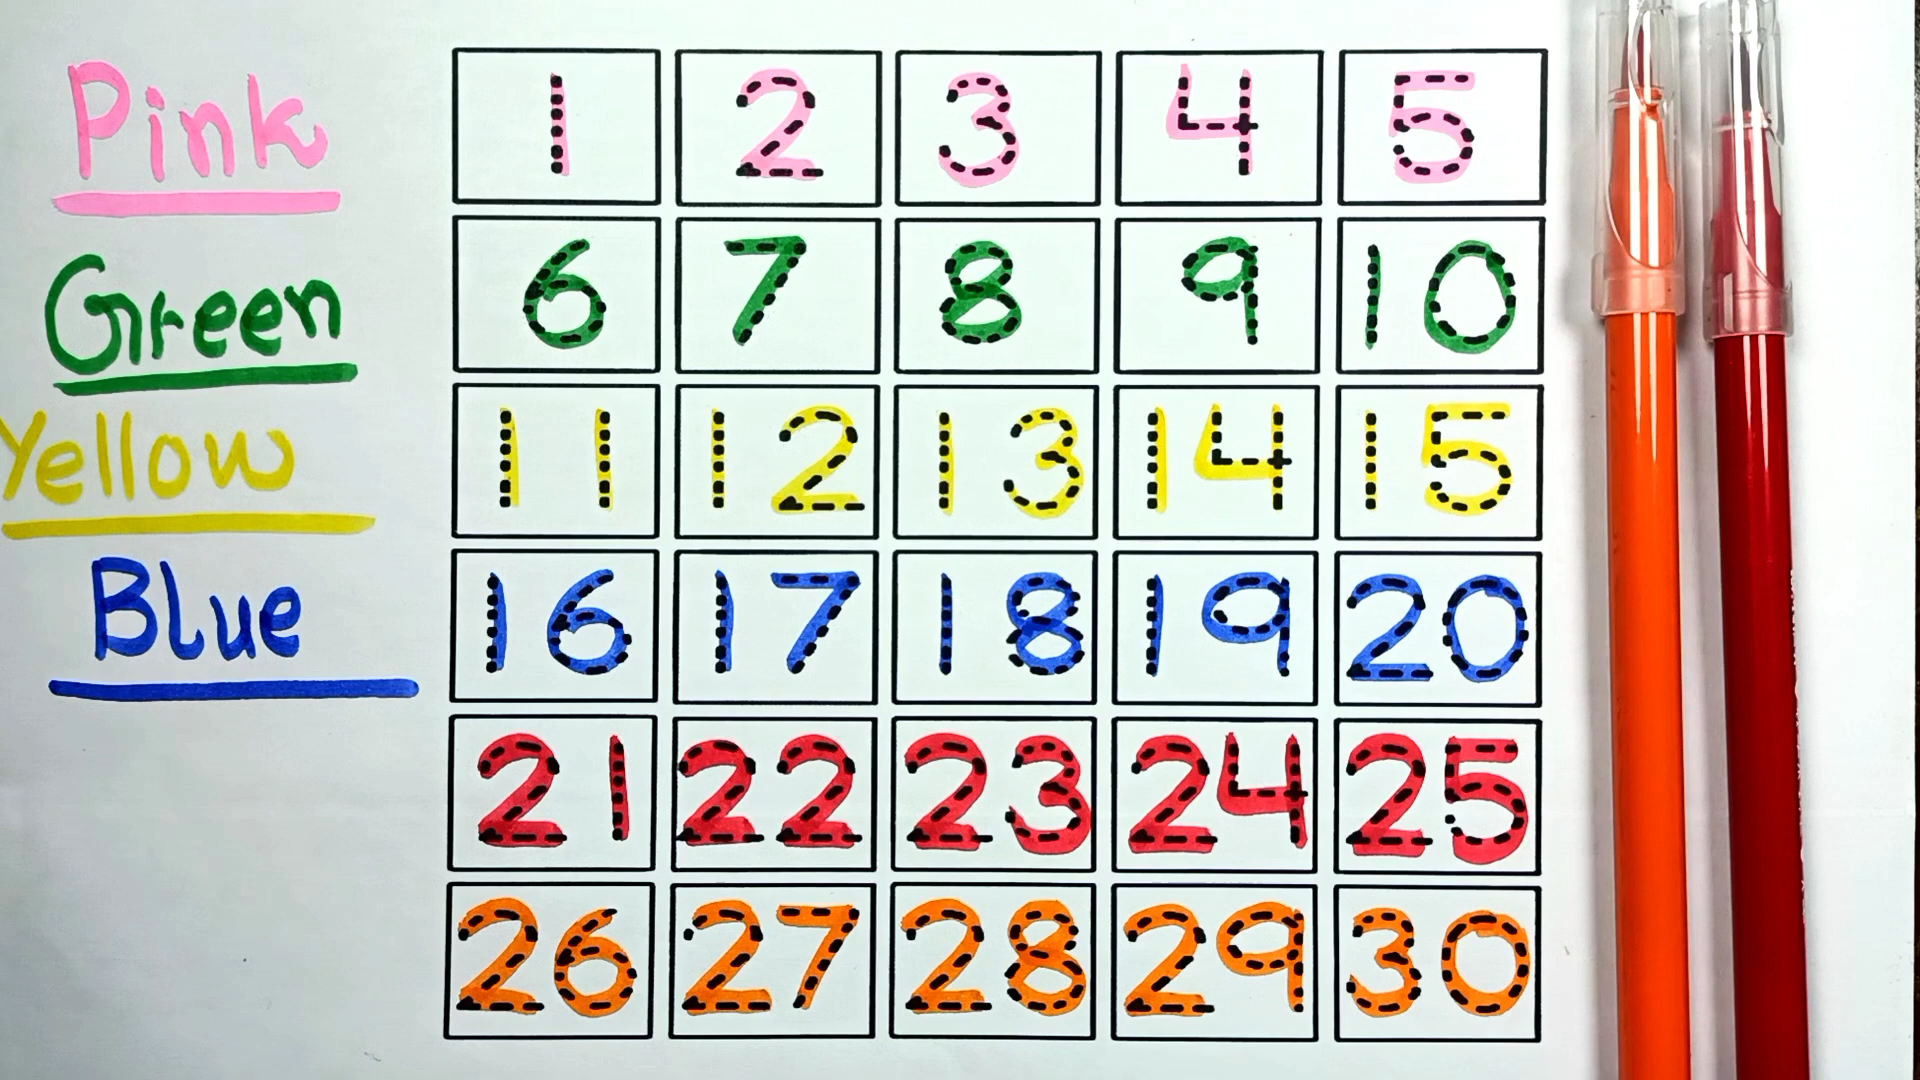 Pink 1 2 3 4 5
Green 6 7 8 9 10
Yellow 11 12 13 14 15
Blue 16 17 18 19 20
21 22 23 24 25
26 27 28 29 30